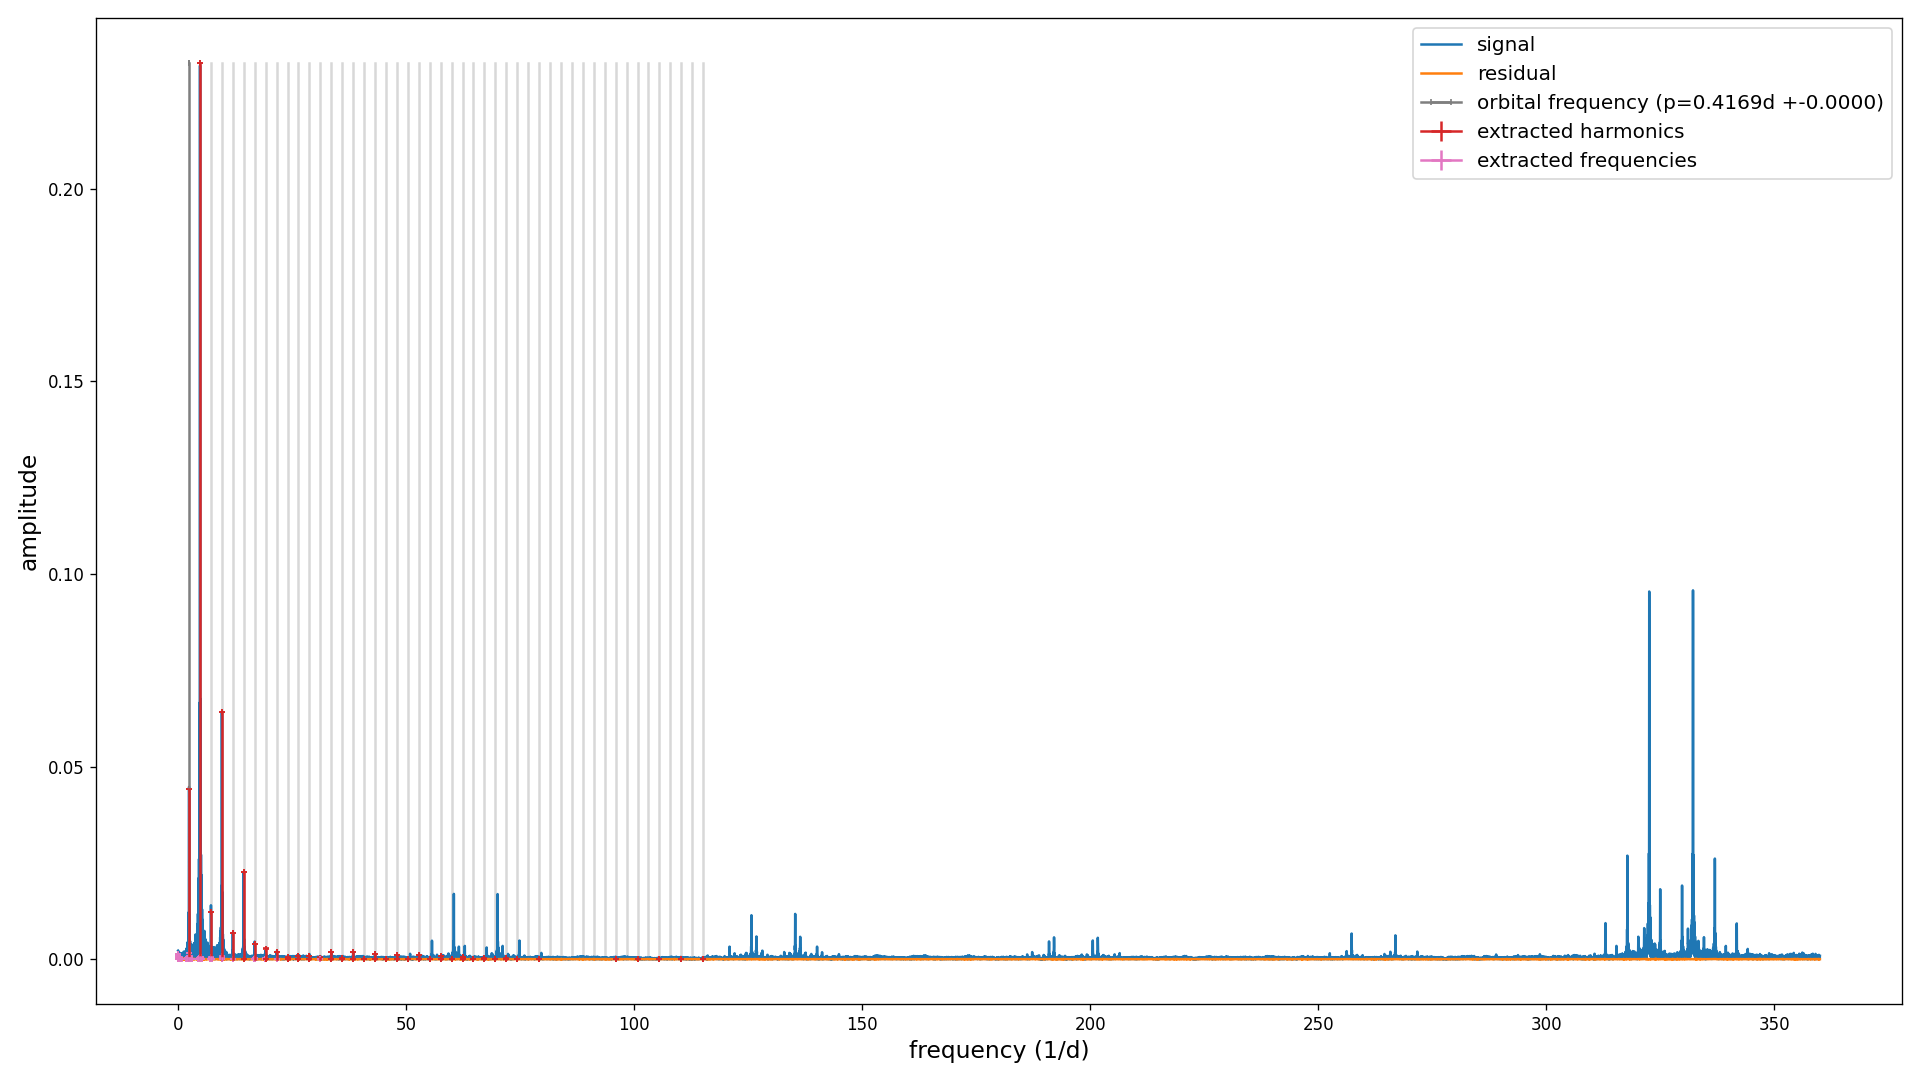 signal
residual
orbital frequency (p=0.4169d +-0.0000)
extracted harmonics
extracted frequencies
amplitude
0.20
0.15
0.10
0.05
0.00
0 50 100 150 200 250 300 350
frequency (1/d)